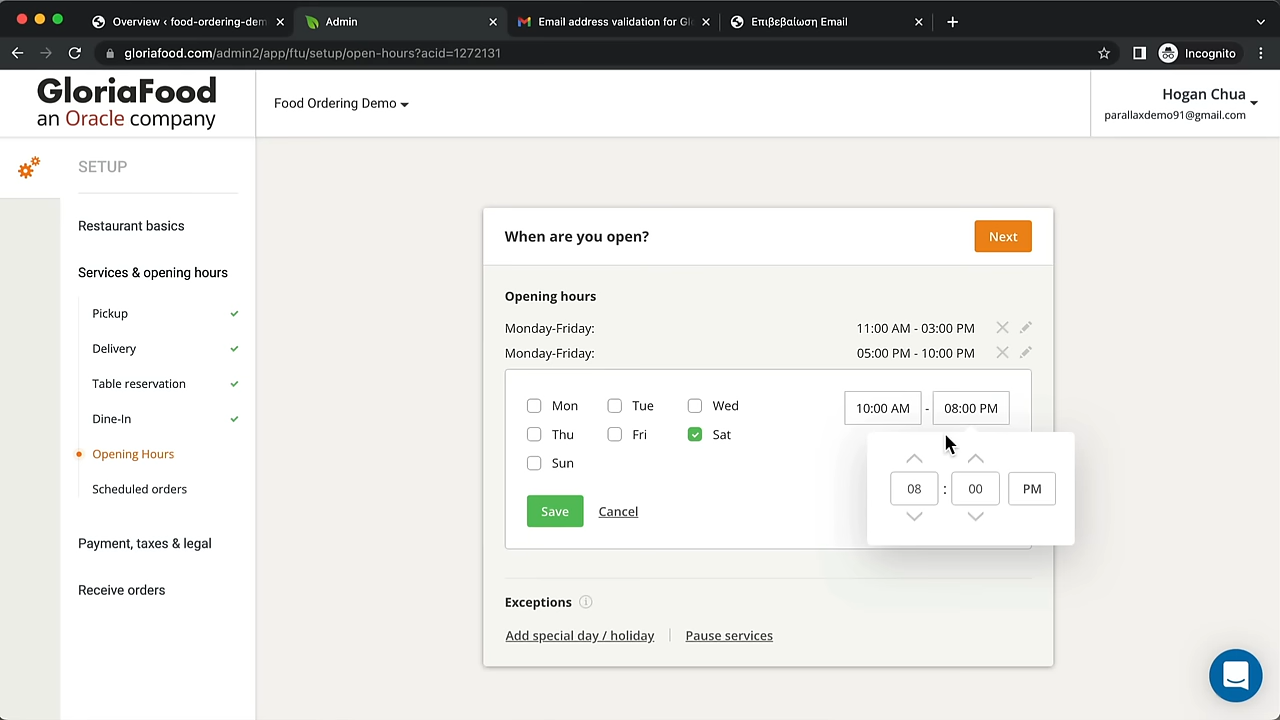 Overview ‹ food-ordering-dem
Admin
Email address validation for Gl
Επιβεβαίωση Email
gloriafood.com/admin2/app/ftu/setup/open-hours?acid=1272131
Incognito
GloriaFood
an Oracle company
Food Ordering Demo
Hogan Chua
parallaxdemo91@gmail.com
SETUP
Restaurant basics
Services & opening hours
Pickup
Delivery
Table reservation
Dine-In
Opening Hours
Scheduled orders
Payment, taxes & legal
Receive orders
When are you open?
Next
Opening hours
Monday-Friday: 11:00 AM - 03:00 PM
Monday-Friday: 05:00 PM - 10:00 PM
Mon Tue Wed
10:00 AM - 08:00 PM
Thu Fri Sat
Sun
08 : 00 PM
Save Cancel
Exceptions
Add special day / holiday
Pause services